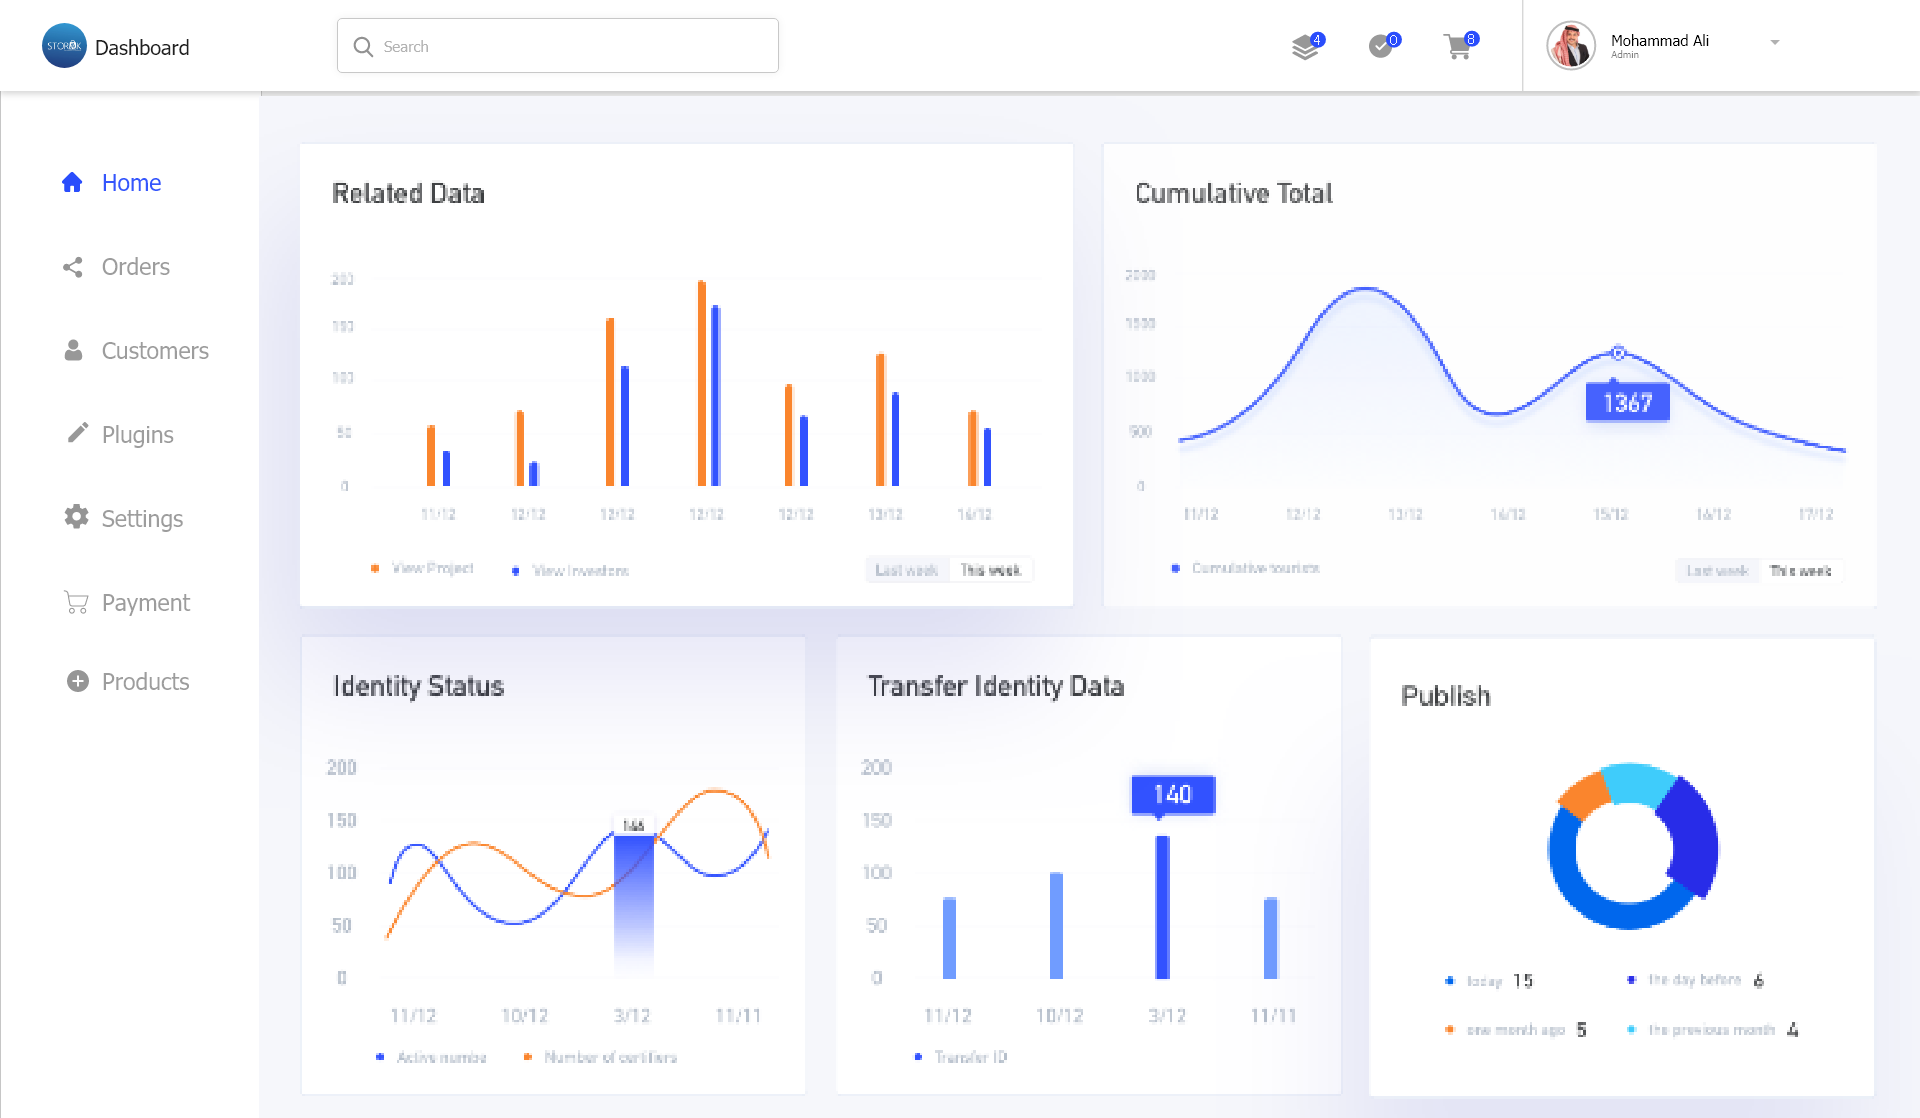 Dashboard
Search
4
0
8
Mohammad Ali
Admin
Home
Orders
Customers
Plugins
Settings
Payment
Products
Related Data
200
150
100
50
0
11/12 12/12 12/12 12/12 12/12 13/12 14/12
View Project View Investors
Last week This week
Cumulative Total
2000
1500
1000
500
0
1367
11/12 12/12 13/12 14/12 15/12 16/12 17/12
Cumulative tourists
Last week This week
Identity Status
200
150
100
50
0
11/12 10/12 3/12 11/11
Active numbe Number of certifiers
Transfer Identity Data
200
150
100
50
0
140
11/12 10/12 3/12 11/11
Transfer ID
Publish
today 15 the day before 6
one month ago 5 the previous month 4